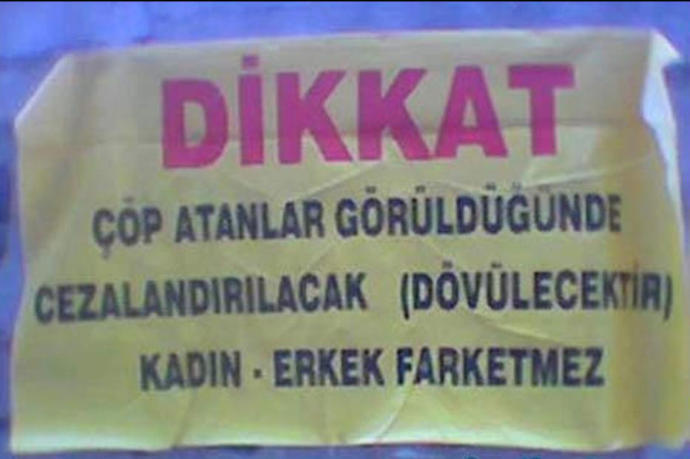 DİKKAT
ÇÖP ATANLAR GÖRÜLDÜĞÜNDE
CEZALANDIRILACAK (DÖVÜLECEKTİR)
KADIN - ERKEK FARKETMEZ